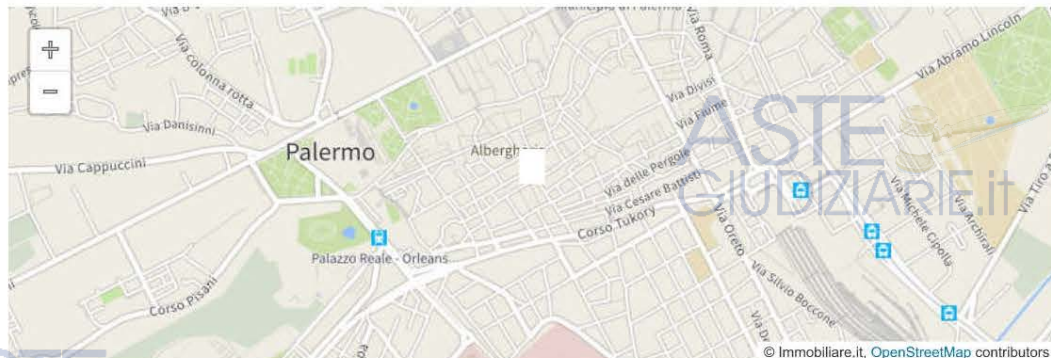 Via Colonna rotta
Via Roma
Via Abramo Lincoln
Via Divisi
Via Fiume
ASTE
GIUDIZIARIE.it
Via Danisinni
Palermo
Via Cappuccini
Via delle Pergole
Via Cesare Battisti
Corso Tukory
Via Oreto
Via Michele Cipolla
Via Archirafi
Palazzo Reale - Orleans
Corso Pisani
Via Silvio Boccone
© Immobiliare.it, OpenStreetMap contributors